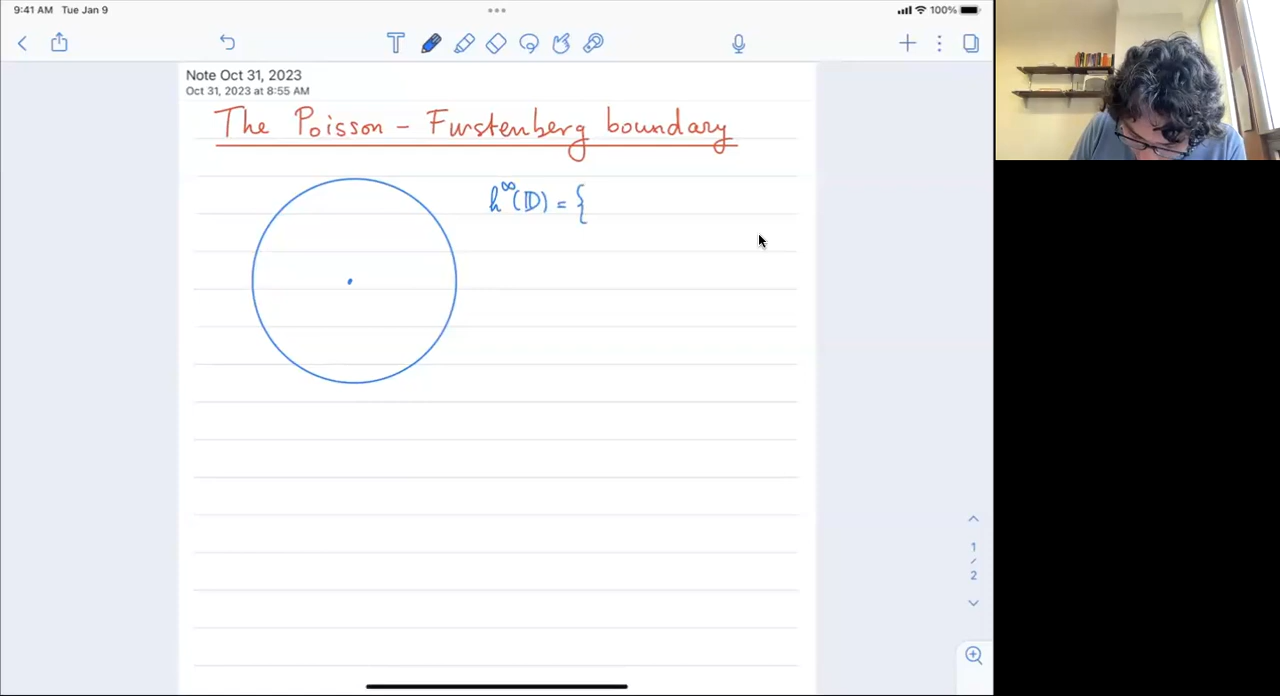 9:41 AM Tue Jan 9
100%
T
Note Oct 31, 2023
Oct 31, 2023 at 8:55 AM
The Poisson – Furstenberg boundary
h^∞(𝔻) = {
1
/
2